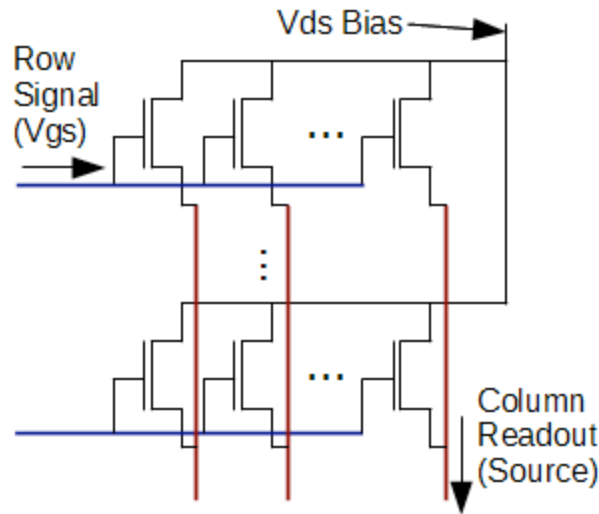 Vds Bias
Row
Signal
(Vgs)
...
⋮
...
Column
Readout
(Source)